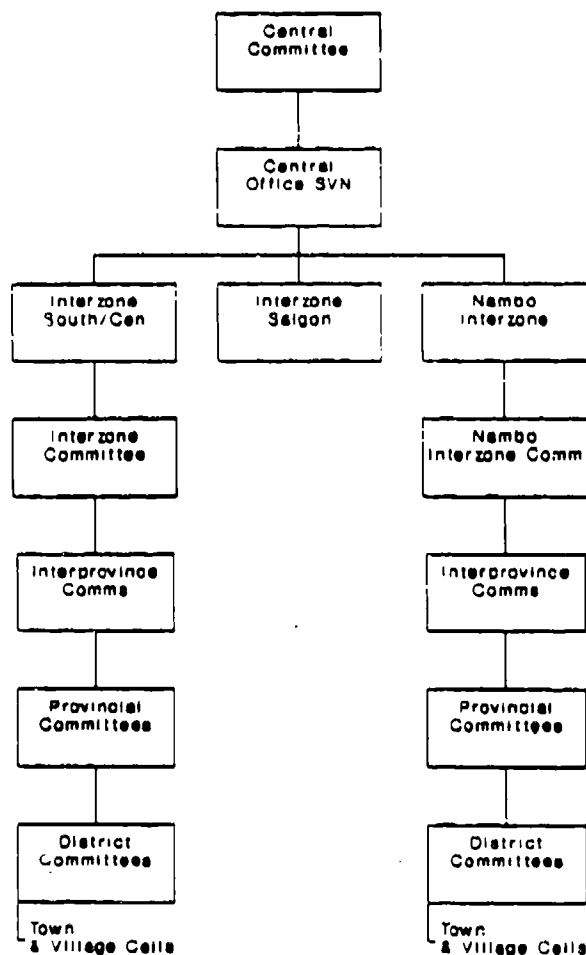 Central
Committee
Central
Office SVN
Interzone
South/Cen
Interzone
Saigon
Nambo
Interzone
Interzone
Committee
Nambo
Interzone Comm
Interprovince
Comms
Interprovince
Comms
Provincial
Committees
Provincial
Committees
District
Committees
District
Committees
Town
& Village Cells
Town
& Village Cells